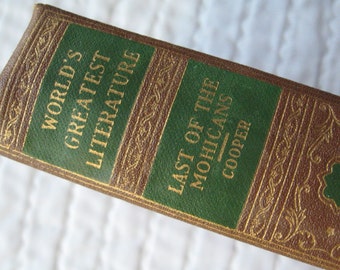 WORLD'S
GREATEST
LITERATURE
LAST OF THE
MOHICANS
COOPER